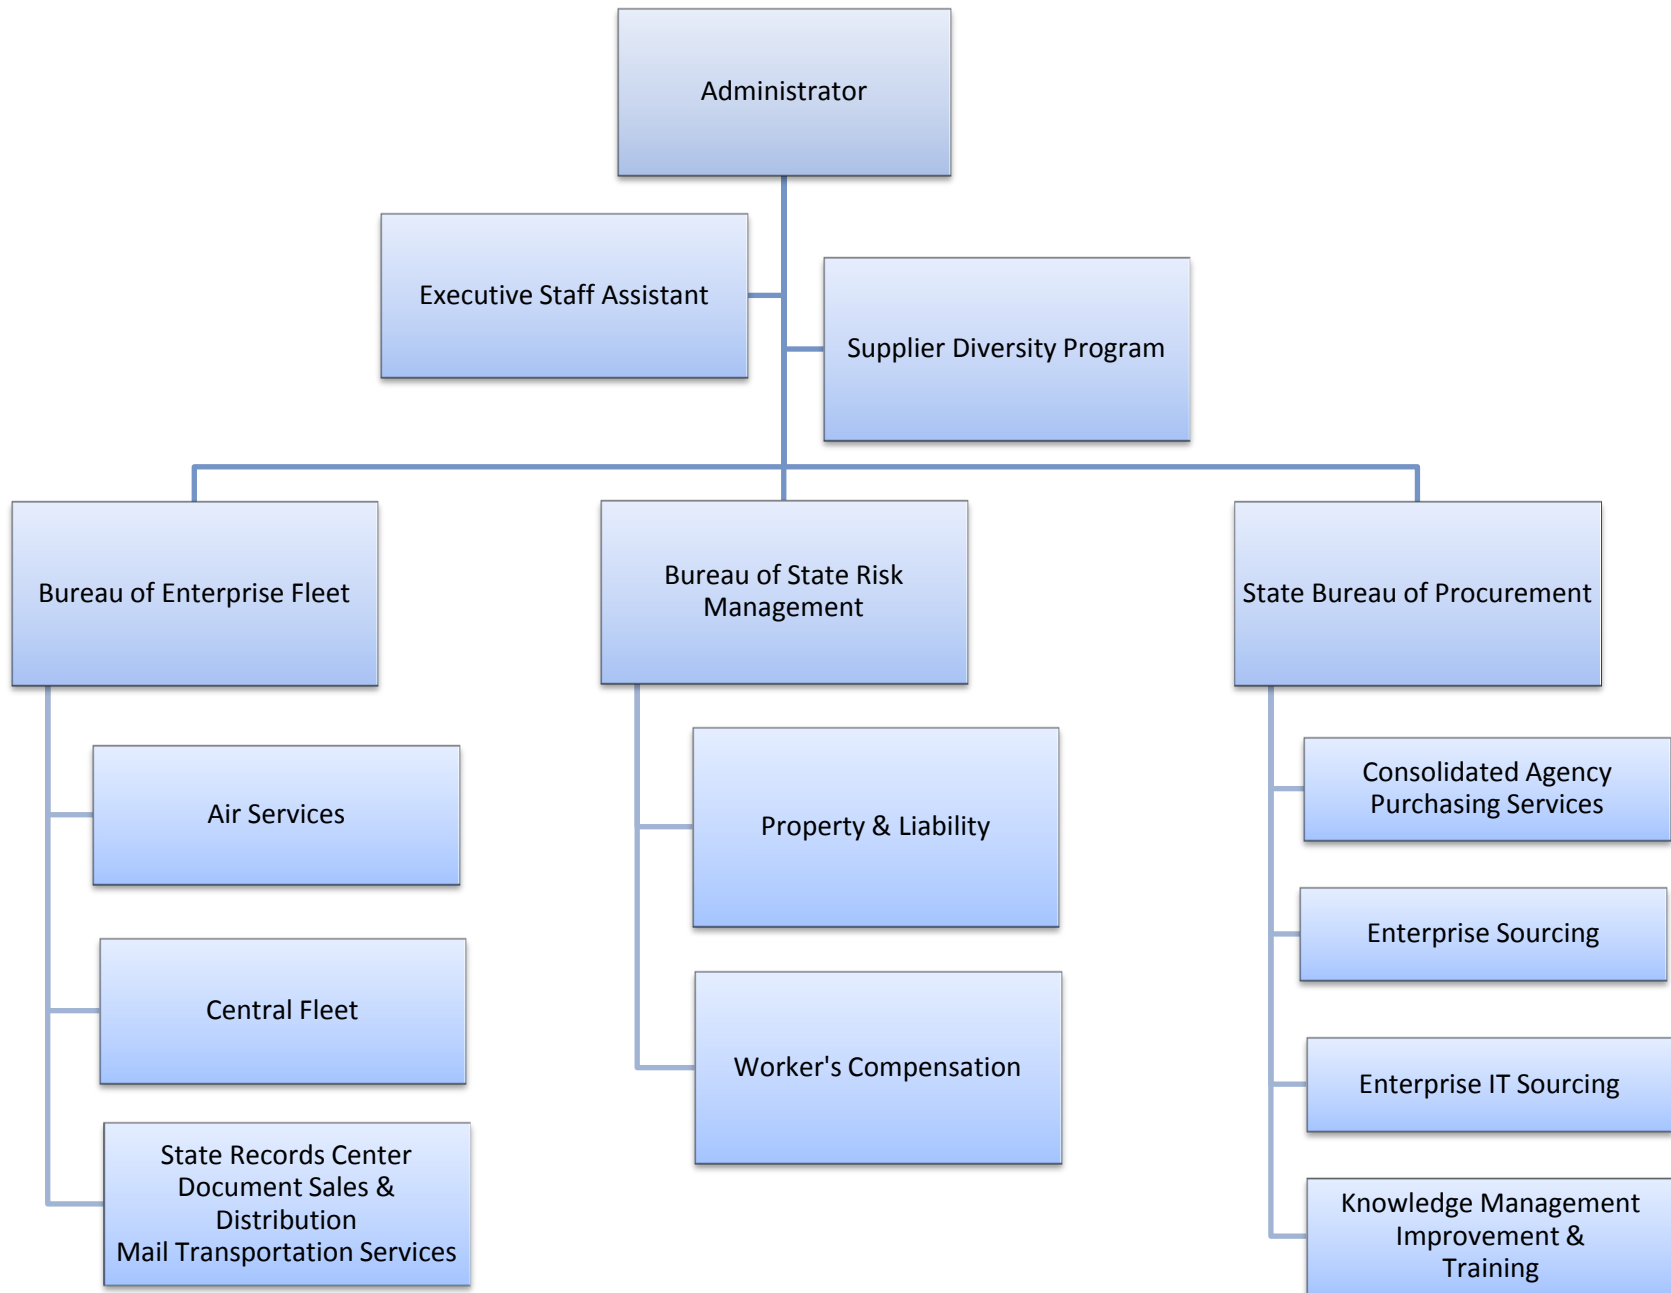 Administrator
Executive Staff Assistant
Supplier Diversity Program
Bureau of Enterprise Fleet
Bureau of State Risk
Management
State Bureau of Procurement
Air Services
Central Fleet
State Records Center
Document Sales &
Distribution
Mail Transportation Services
Property & Liability
Worker's Compensation
Consolidated Agency
Purchasing Services
Enterprise Sourcing
Enterprise IT Sourcing
Knowledge Management
Improvement &
Training